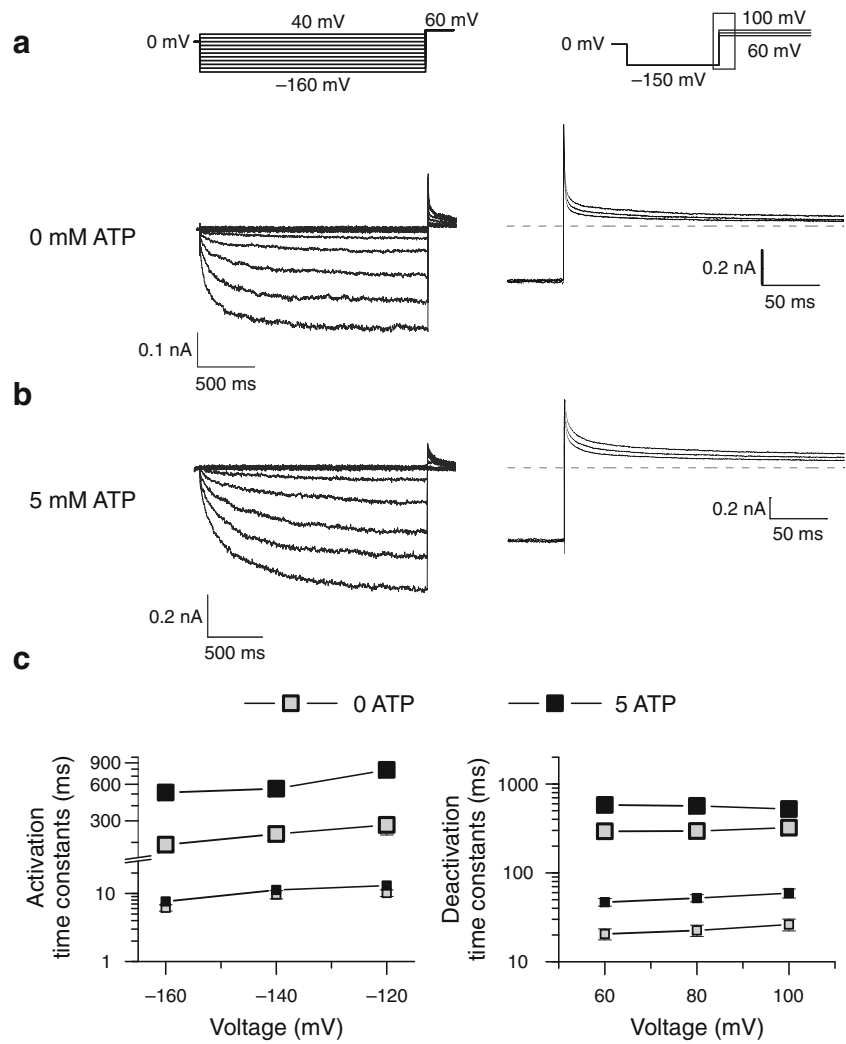 a
0 mV
40 mV
60 mV
−160 mV
0 mV
100 mV
60 mV
−150 mV
0 mM ATP
0.1 nA
500 ms
0.2 nA
50 ms
b
5 mM ATP
0.2 nA
500 ms
0.2 nA
50 ms
c
0 ATP
5 ATP
Activation
time constants (ms)
900
600
300
10
1
−160
−140
−120
Voltage (mV)
Deactivation
time constants (ms)
1000
100
10
60
80
100
Voltage (mV)